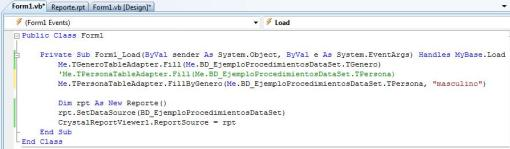 Form1.vb* Reporte.rpt Form1.vb [Design]*
(Form1 Events) Load
Public Class Form1
Private Sub Form1_Load(ByVal sender As System.Object, ByVal e As System.EventArgs) Handles MyBase.Load
Me.TGeneroTableAdapter.Fill(Me.BD_EjemploProcedimientosDataSet.TGenero)
'Me.TPersonaTableAdapter.Fill(Me.BD_EjemploProcedimientosDataSet.TPersona)
Me.TPersonaTableAdapter.FillByGenero(Me.BD_EjemploProcedimientosDataSet.TPersona, "masculino")
Dim rpt As New Reporte()
rpt.SetDataSource(BD_EjemploProcedimientosDataSet)
CrystalReportViewer1.ReportSource = rpt
End Sub
End Class